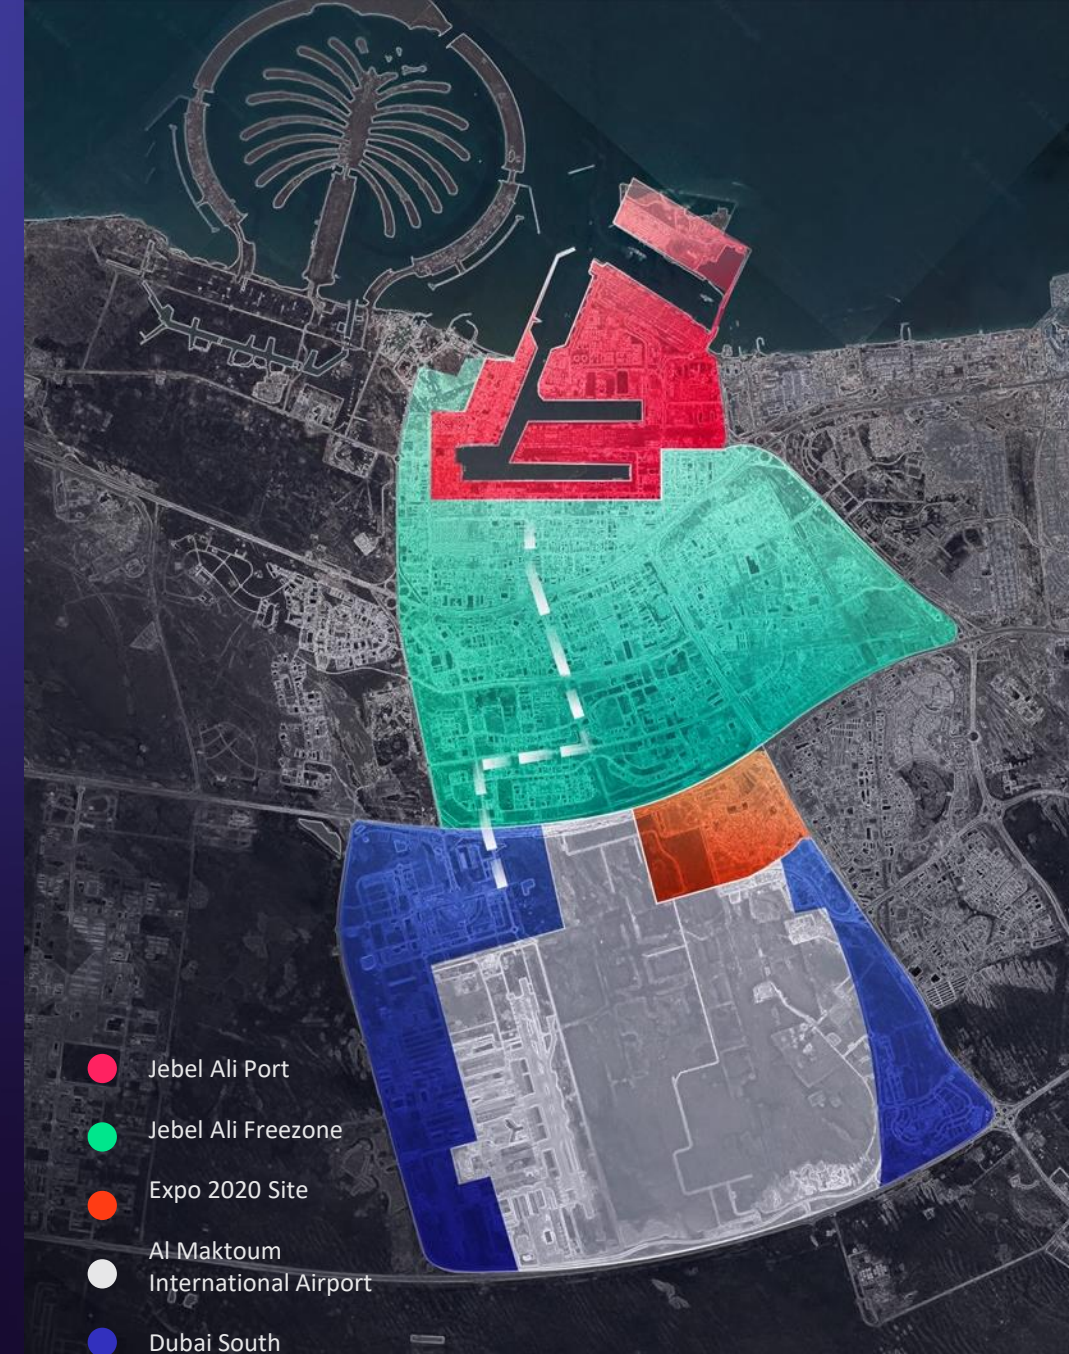 Jebel Ali Port
Jebel Ali Freezone
Expo 2020 Site
Al Maktoum
International Airport
Dubai South